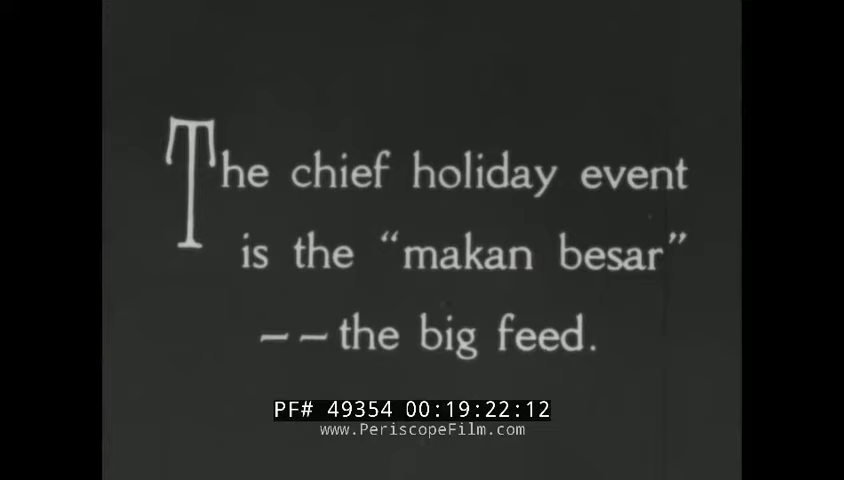 The chief holiday event
is the “makan besar”
-- the big feed.
PF# 49354 00:19:22:12
www.PeriscopeFilm.com